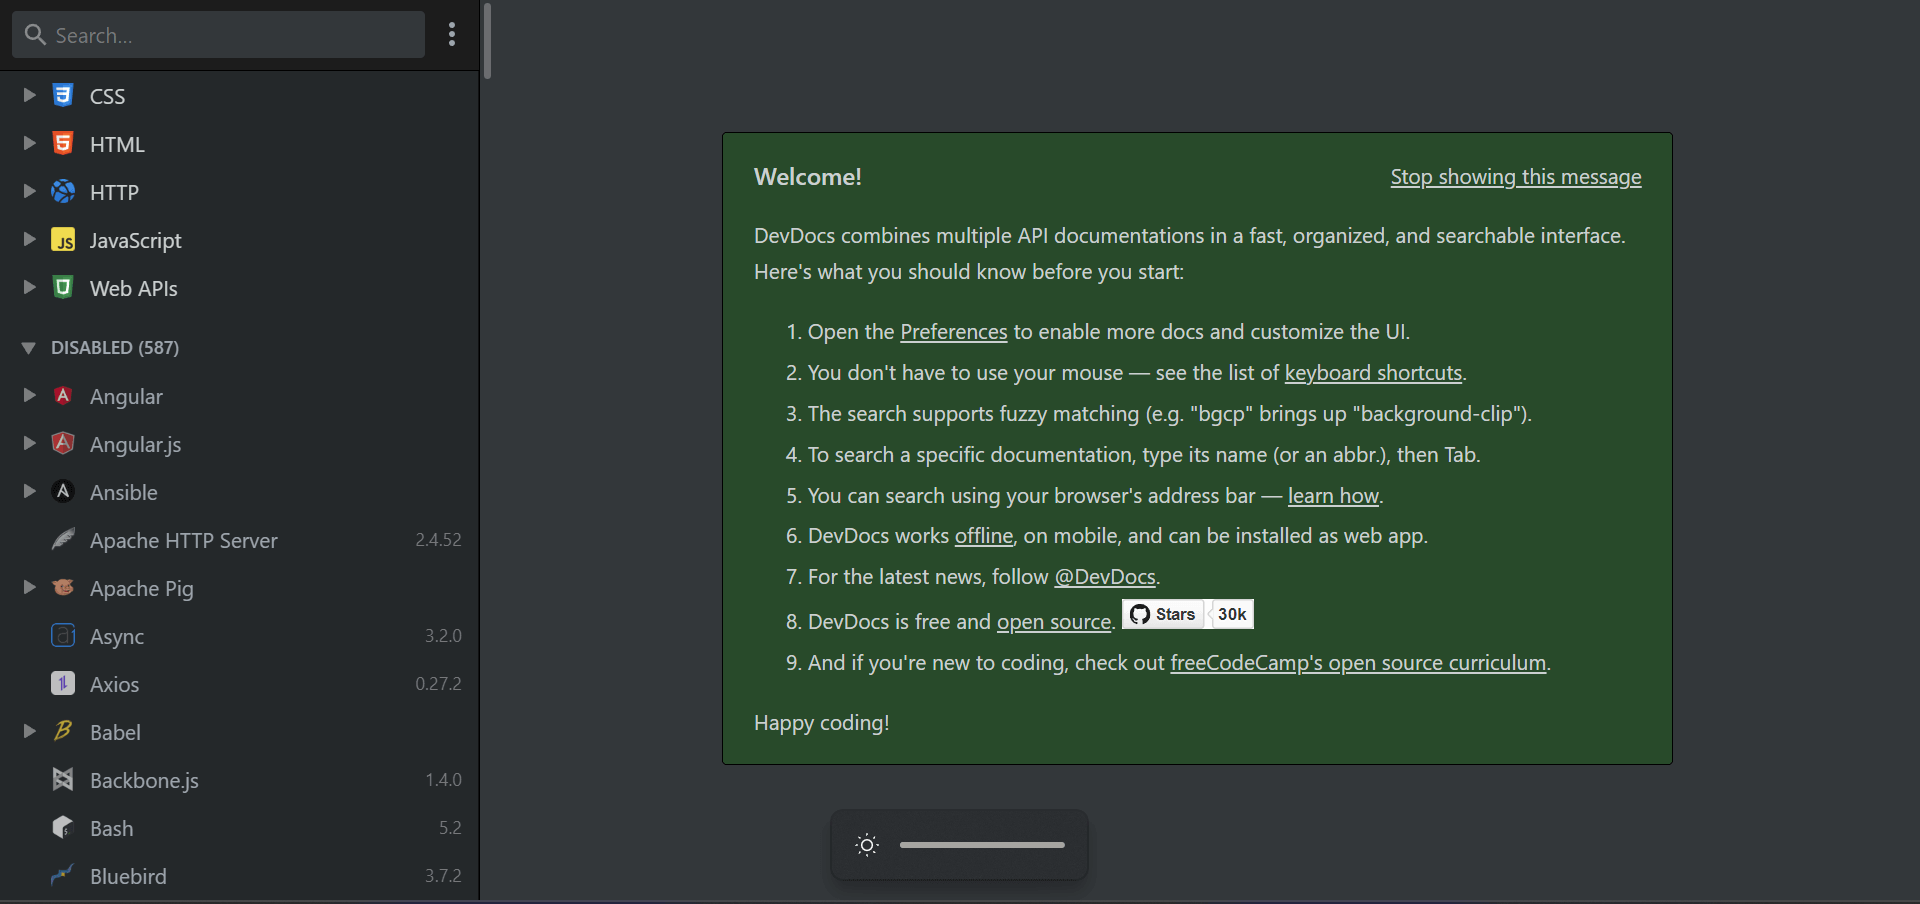 Search...
CSS
HTML
HTTP
JS JavaScript
Web APIs
DISABLED (587)
Angular
Angular.js
Ansible
Apache HTTP Server 2.4.52
Apache Pig
Async 3.2.0
Axios 0.27.2
Babel
Backbone.js 1.4.0
Bash 5.2
Bluebird 3.7.2
Welcome! Stop showing this message
DevDocs combines multiple API documentations in a fast, organized, and searchable interface.
Here's what you should know before you start:
1. Open the Preferences to enable more docs and customize the UI.
2. You don't have to use your mouse — see the list of keyboard shortcuts.
3. The search supports fuzzy matching (e.g. "bgcp" brings up "background-clip").
4. To search a specific documentation, type its name (or an abbr.), then Tab.
5. You can search using your browser's address bar — learn how.
6. DevDocs works offline, on mobile, and can be installed as web app.
7. For the latest news, follow @DevDocs.
8. DevDocs is free and open source. Stars 30k
9. And if you're new to coding, check out freeCodeCamp's open source curriculum.
Happy coding!